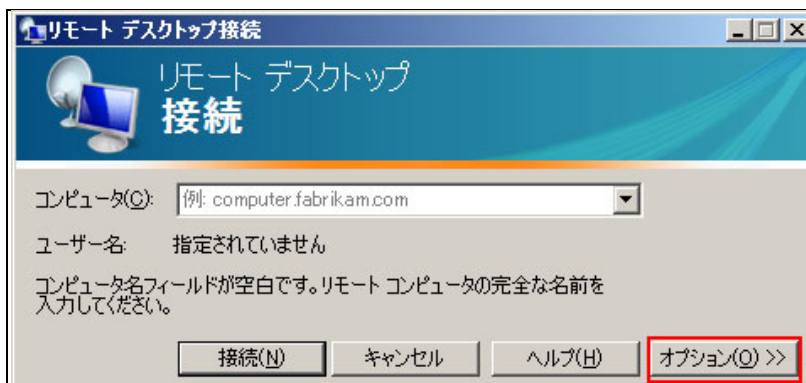 リモート デスクトップ接続
リモート デスクトップ
接続
コンピュータ(C):
例: computer.fabrikam.com
ユーザー名:
指定されていません
コンピュータ名フィールドが空白です。リモート コンピュータの完全な名前を
入力してください。
接続(N)
キャンセル
ヘルプ(H)
オプション(O) >>